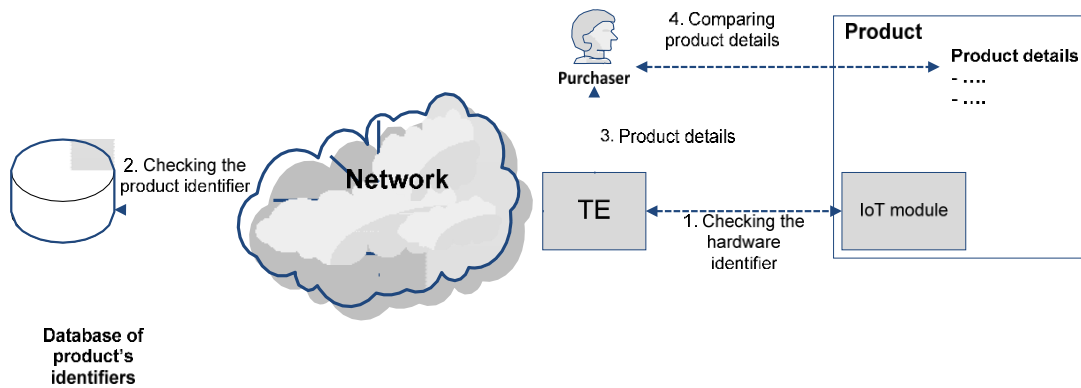 4. Comparing
product details
Product
Product details
- ....
- ....
Purchaser
3. Product details
2. Checking the
product identifier
Network
TE
1. Checking the
hardware
identifier
IoT module
Database of
product's
identifiers